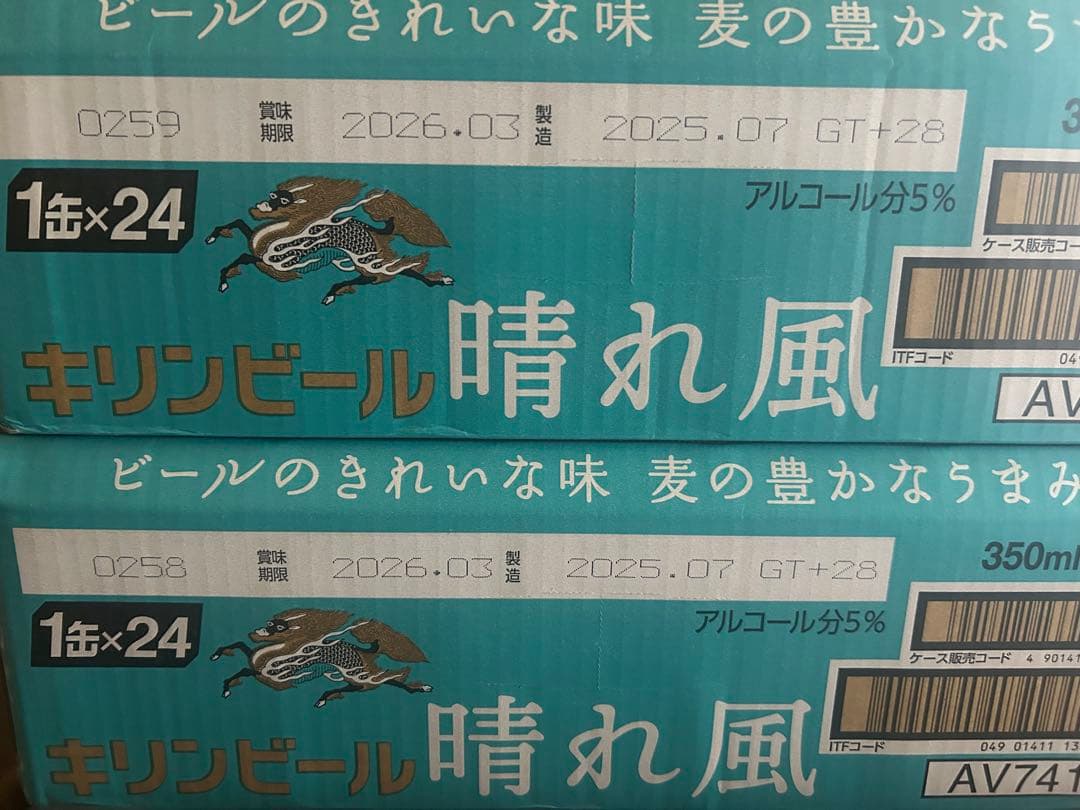 ビールのきれいな味 麦の豊かなう
0259 賞味期限 2026.03 製造 2025.07 GT+28
3
1缶×24
アルコール分5%
ケース販売コー
キリンビール 晴れ風
ITFコード
049
AV
ビールのきれいな味 麦の豊かなうまみ
0258 賞味期限 2026.03 製造 2025.07 GT+28
350ml
1缶×24
アルコール分5%
ケース販売コード 4 90141
キリンビール 晴れ風
ITFコード
049 01411 13
AV741